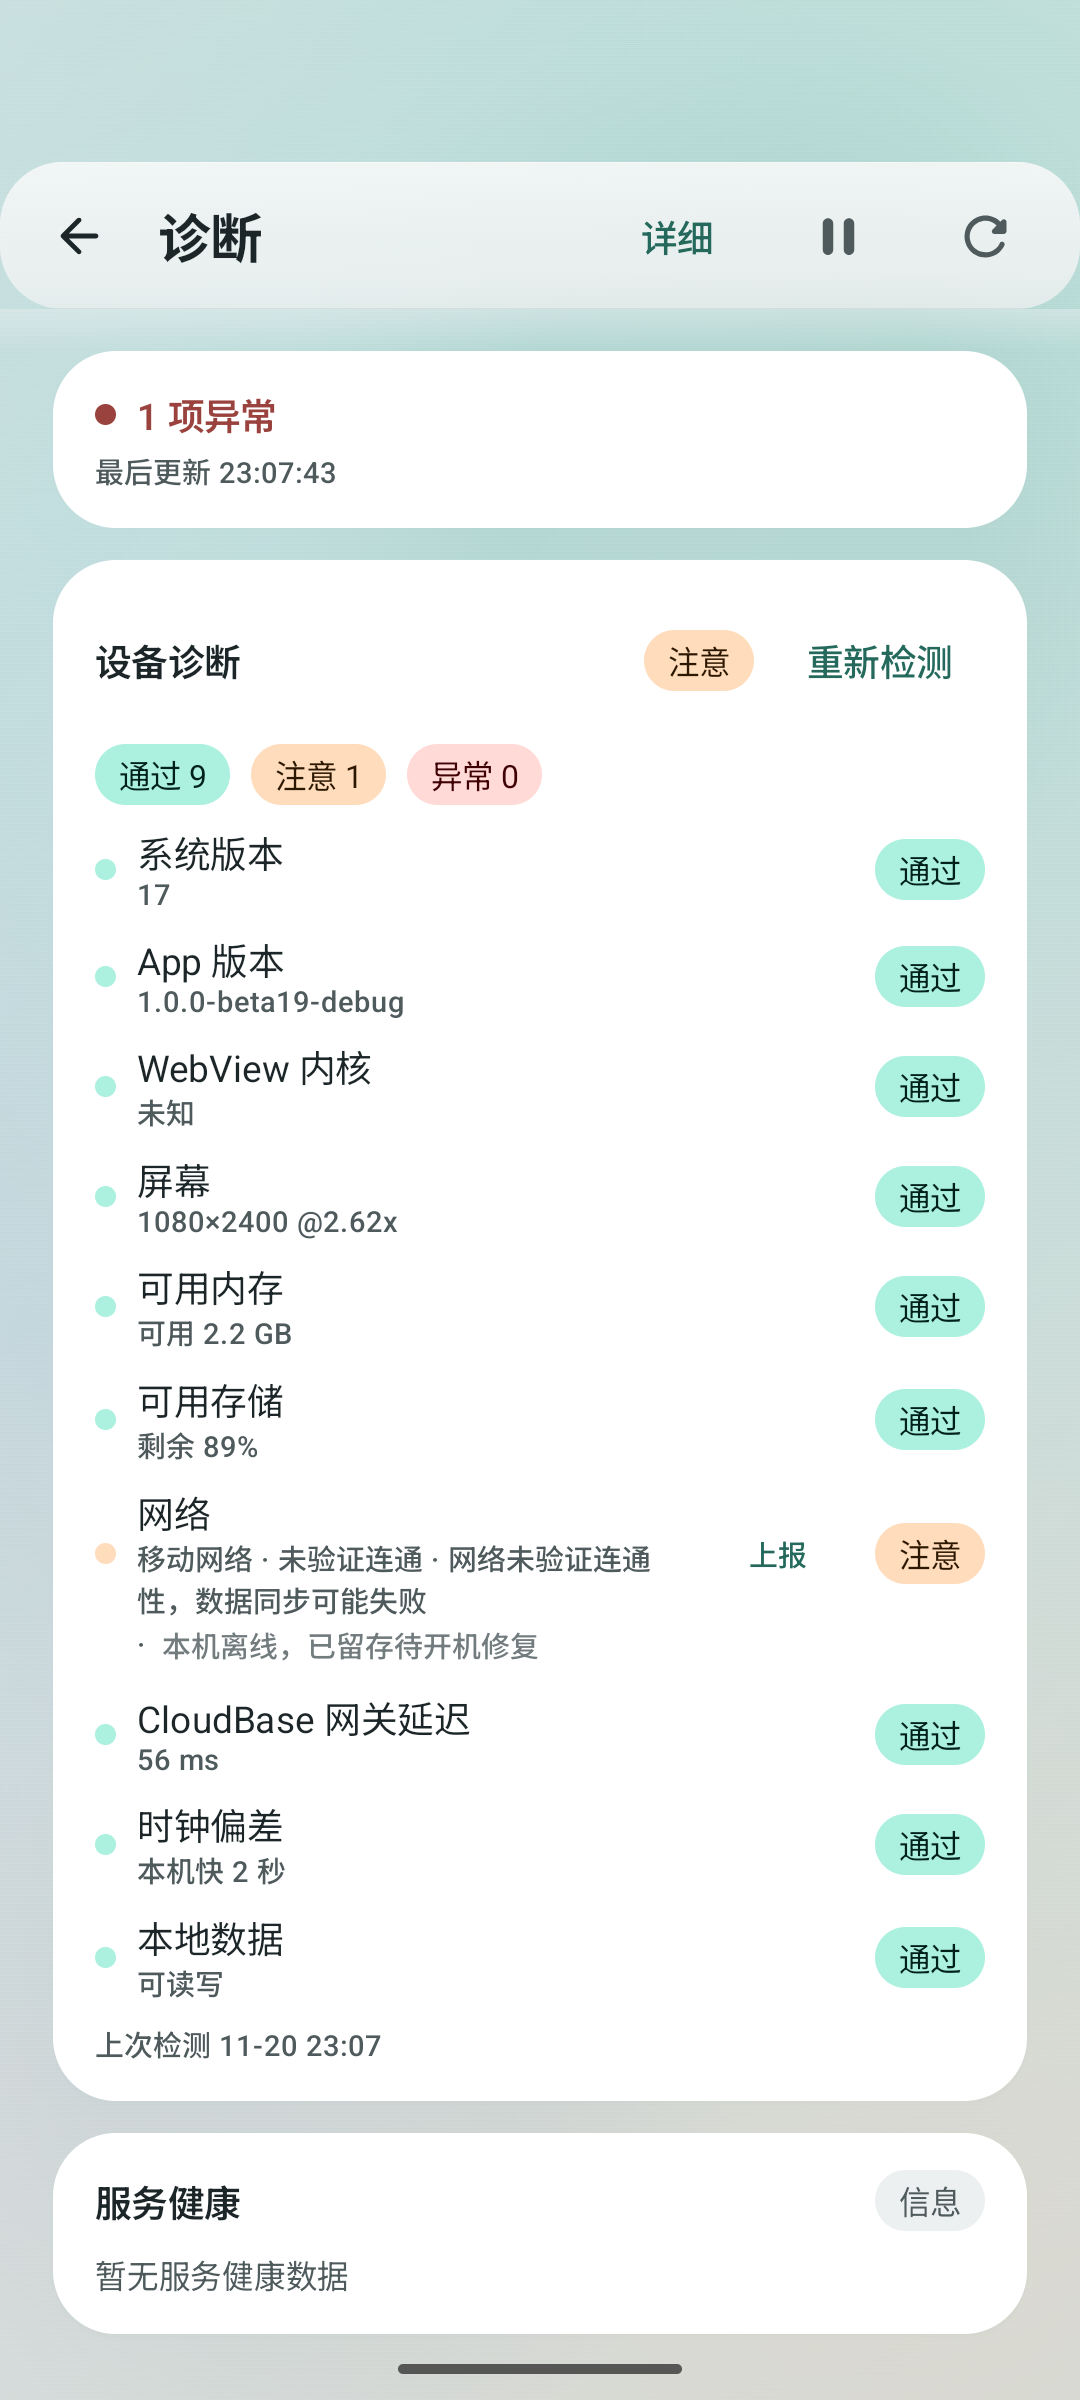 诊断
详细
1 项异常
最后更新 23:07:43
设备诊断
注意
重新检测
通过 9
注意 1
异常 0
系统版本
17
通过
App 版本
1.0.0-beta19-debug
通过
WebView 内核
未知
通过
屏幕
1080×2400 @2.62x
通过
可用内存
可用 2.2 GB
通过
可用存储
剩余 89%
通过
网络
移动网络 · 未验证连通 · 网络未验证连通
性，数据同步可能失败
· 本机离线，已留存待开机修复
上报
注意
CloudBase 网关延迟
56 ms
通过
时钟偏差
本机快 2 秒
通过
本地数据
可读写
通过
上次检测 11-20 23:07
服务健康
信息
暂无服务健康数据